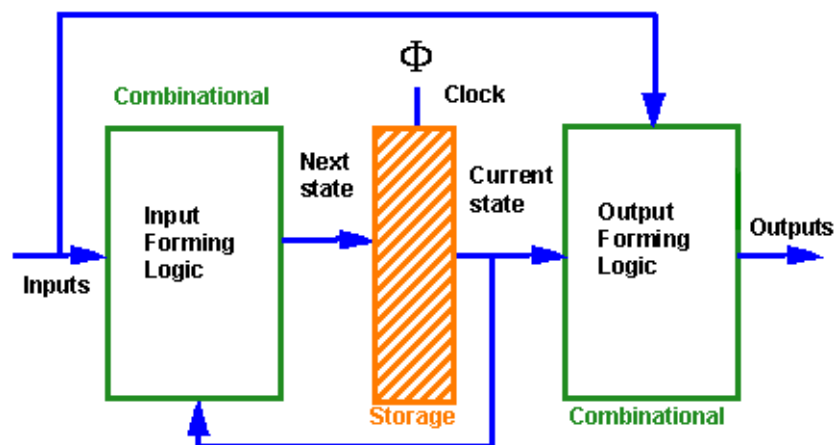 Φ
Clock
Combinational
Next
state
Current
state
Input
Forming
Logic
Output
Forming
Logic
Inputs
Outputs
Storage
Combinational